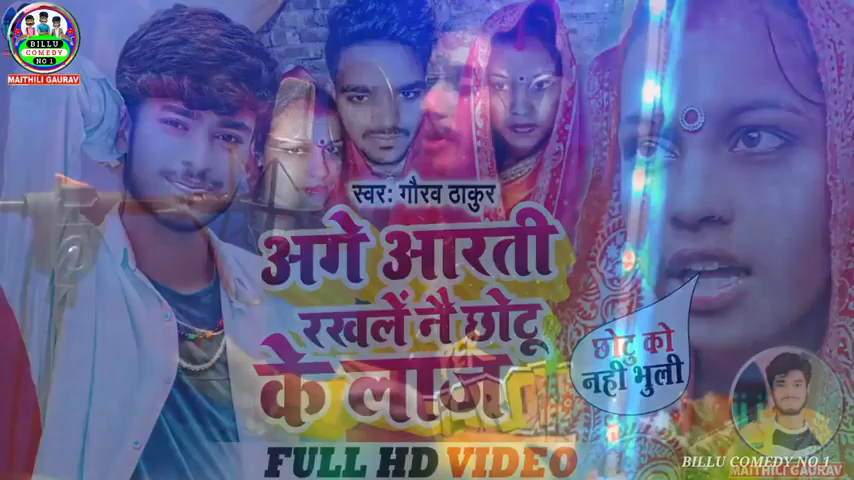 BILLU
COMEDY
NO 1
MAITHILI GAURAV
स्वर: गौरव ठाकुर
अगे आरती
रखलें नै छोटू
के लाज
छोटु को
नही भुली
FULL HD VIDEO
BILLU COMEDY NO 1
MAITHILI GAURAV